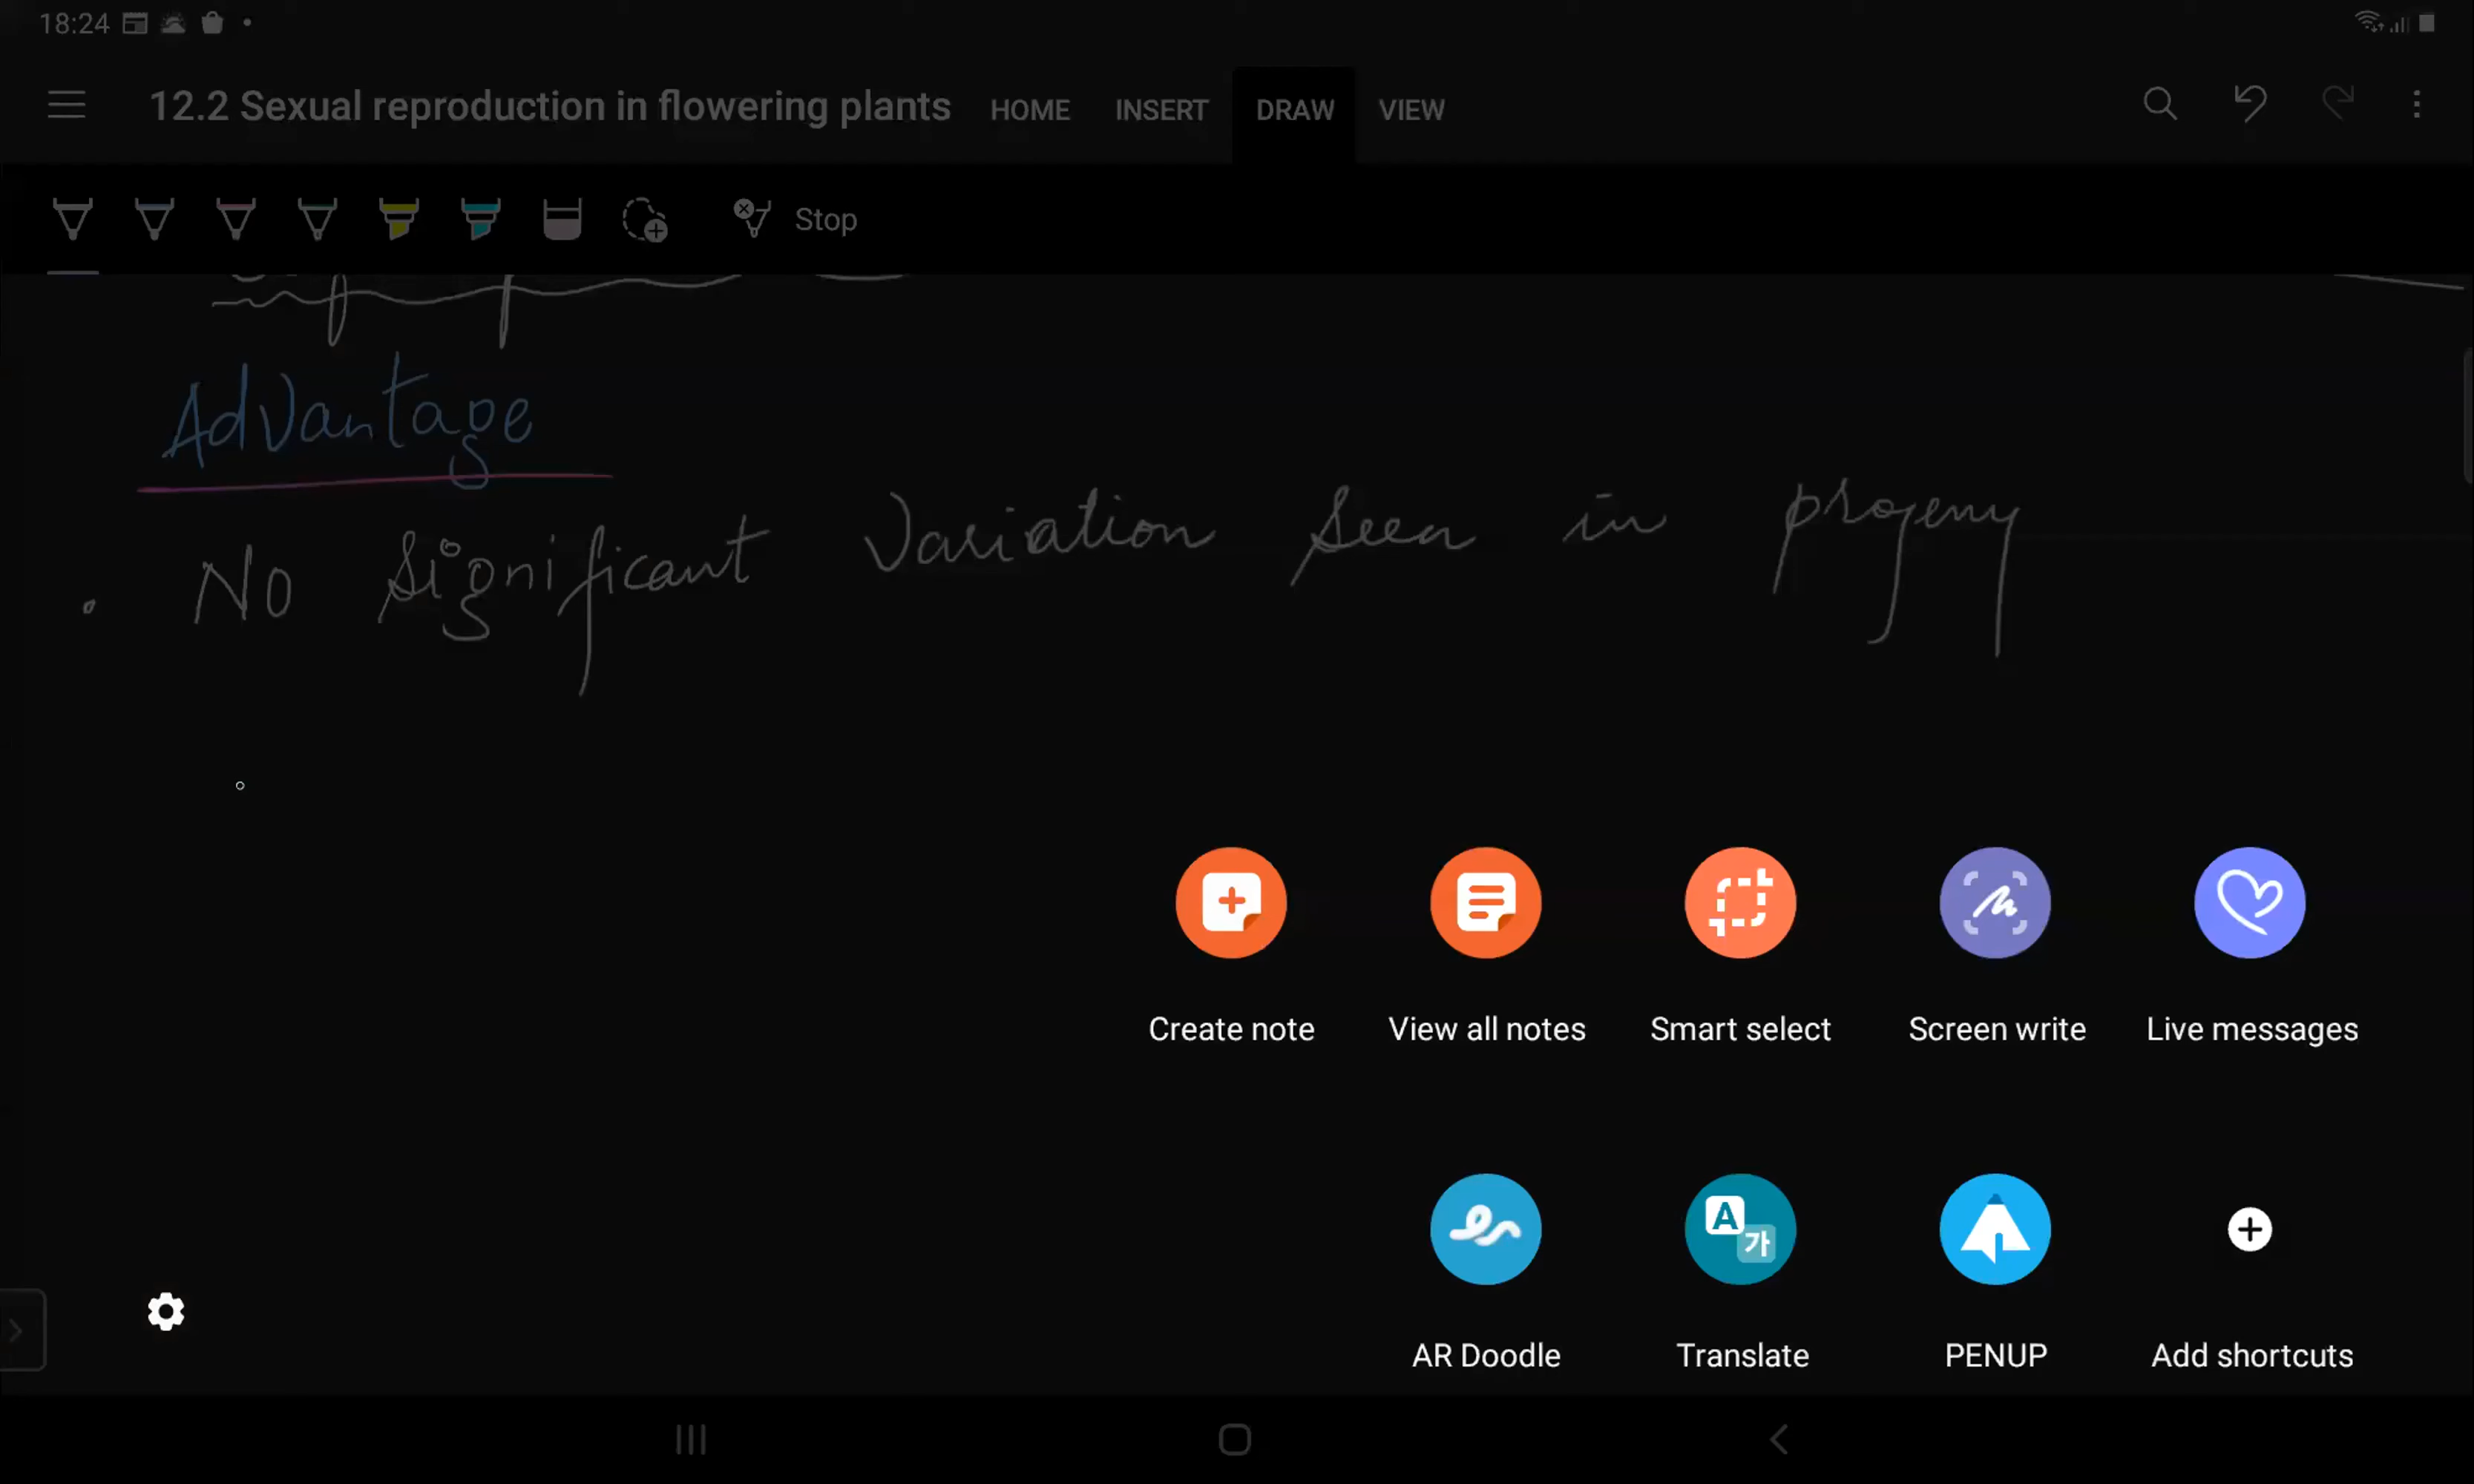 18:24
12.2 Sexual reproduction in flowering plants HOME INSERT DRAW VIEW
Stop
Advantage
. No Significant Variation Seen in progeny
Create note View all notes Smart select Screen write Live messages
A 가
AR Doodle Translate PENUP Add shortcuts